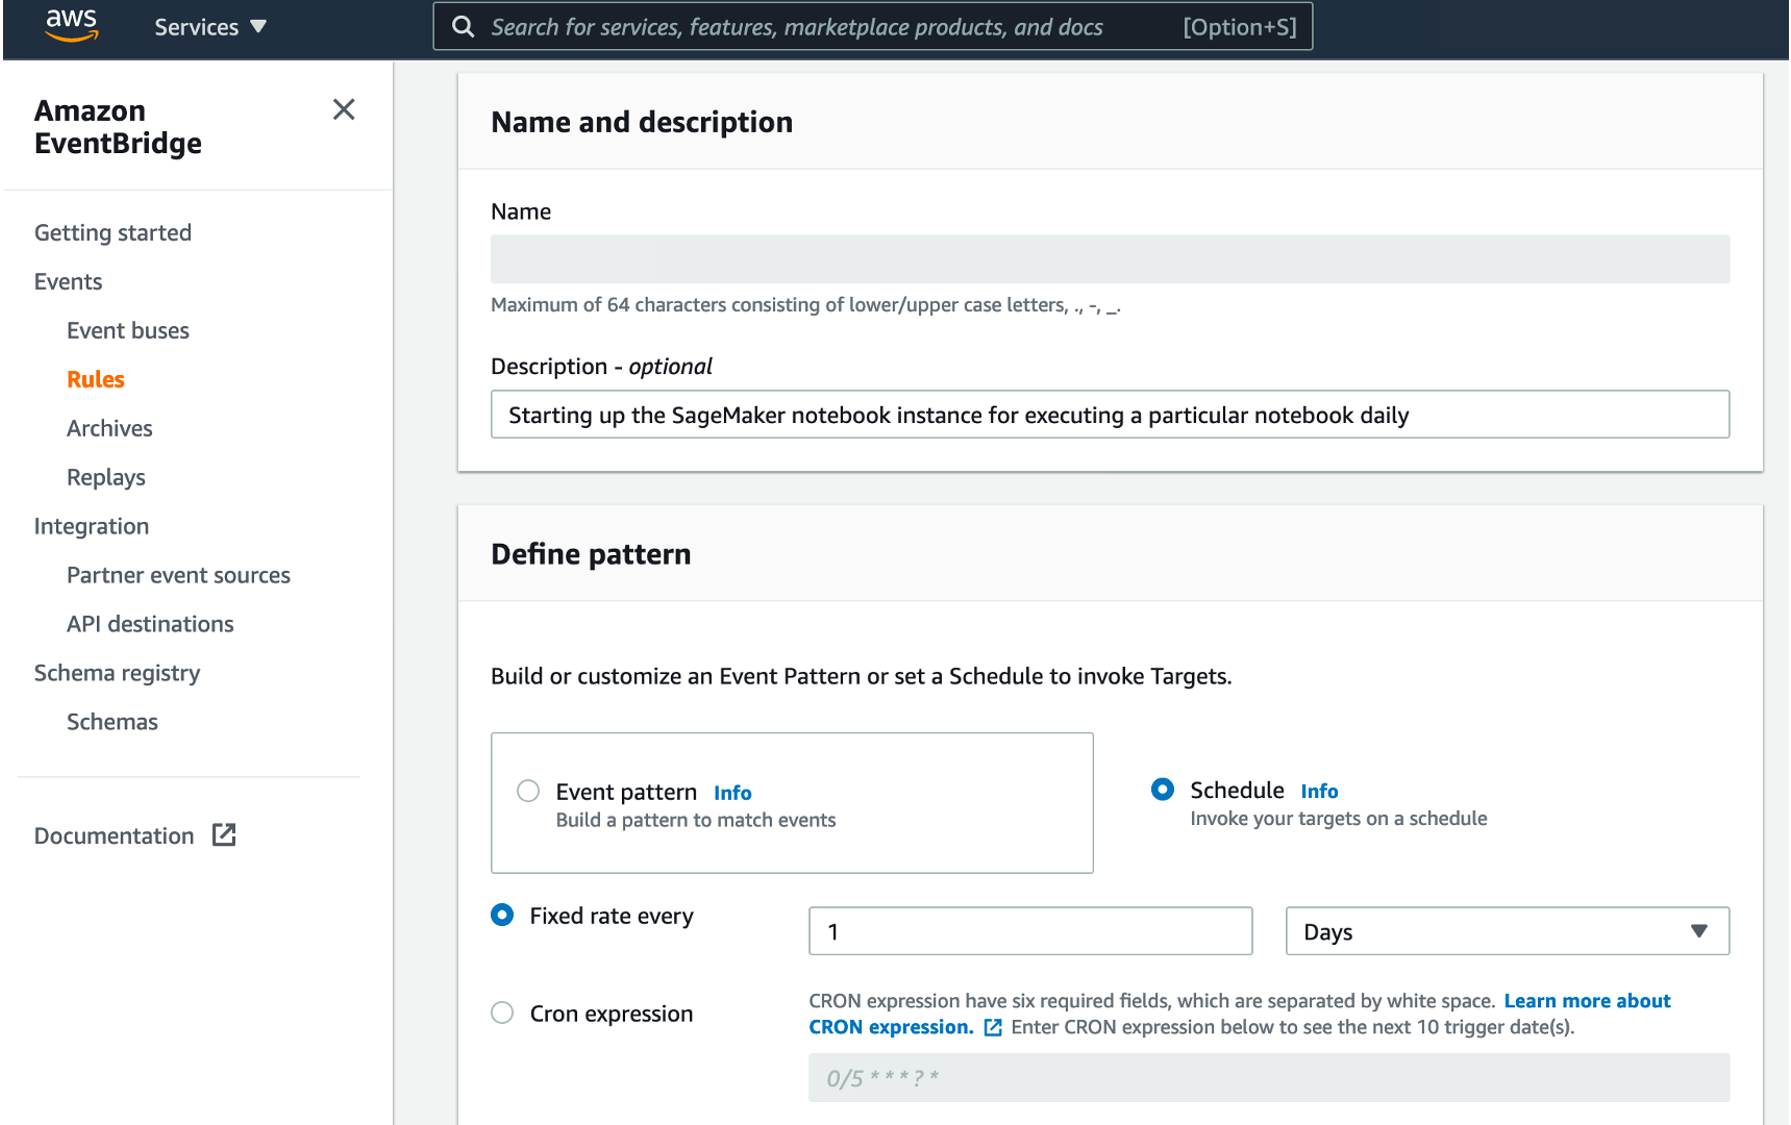 aws
Services
Search for services, features, marketplace products, and docs
[Option+S]
Amazon
EventBridge
Getting started
Events
Event buses
Rules
Archives
Replays
Integration
Partner event sources
API destinations
Schema registry
Schemas
Documentation
Name and description
Name
Maximum of 64 characters consisting of lower/upper case letters, ., -, _.
Description - optional
Starting up the SageMaker notebook instance for executing a particular notebook daily
Define pattern
Build or customize an Event Pattern or set a Schedule to invoke Targets.
Event pattern Info
Build a pattern to match events
Schedule Info
Invoke your targets on a schedule
Fixed rate every
1
Days
Cron expression
CRON expression have six required fields, which are separated by white space. Learn more about
CRON expression. Enter CRON expression below to see the next 10 trigger date(s).
0/5 * * * ? *